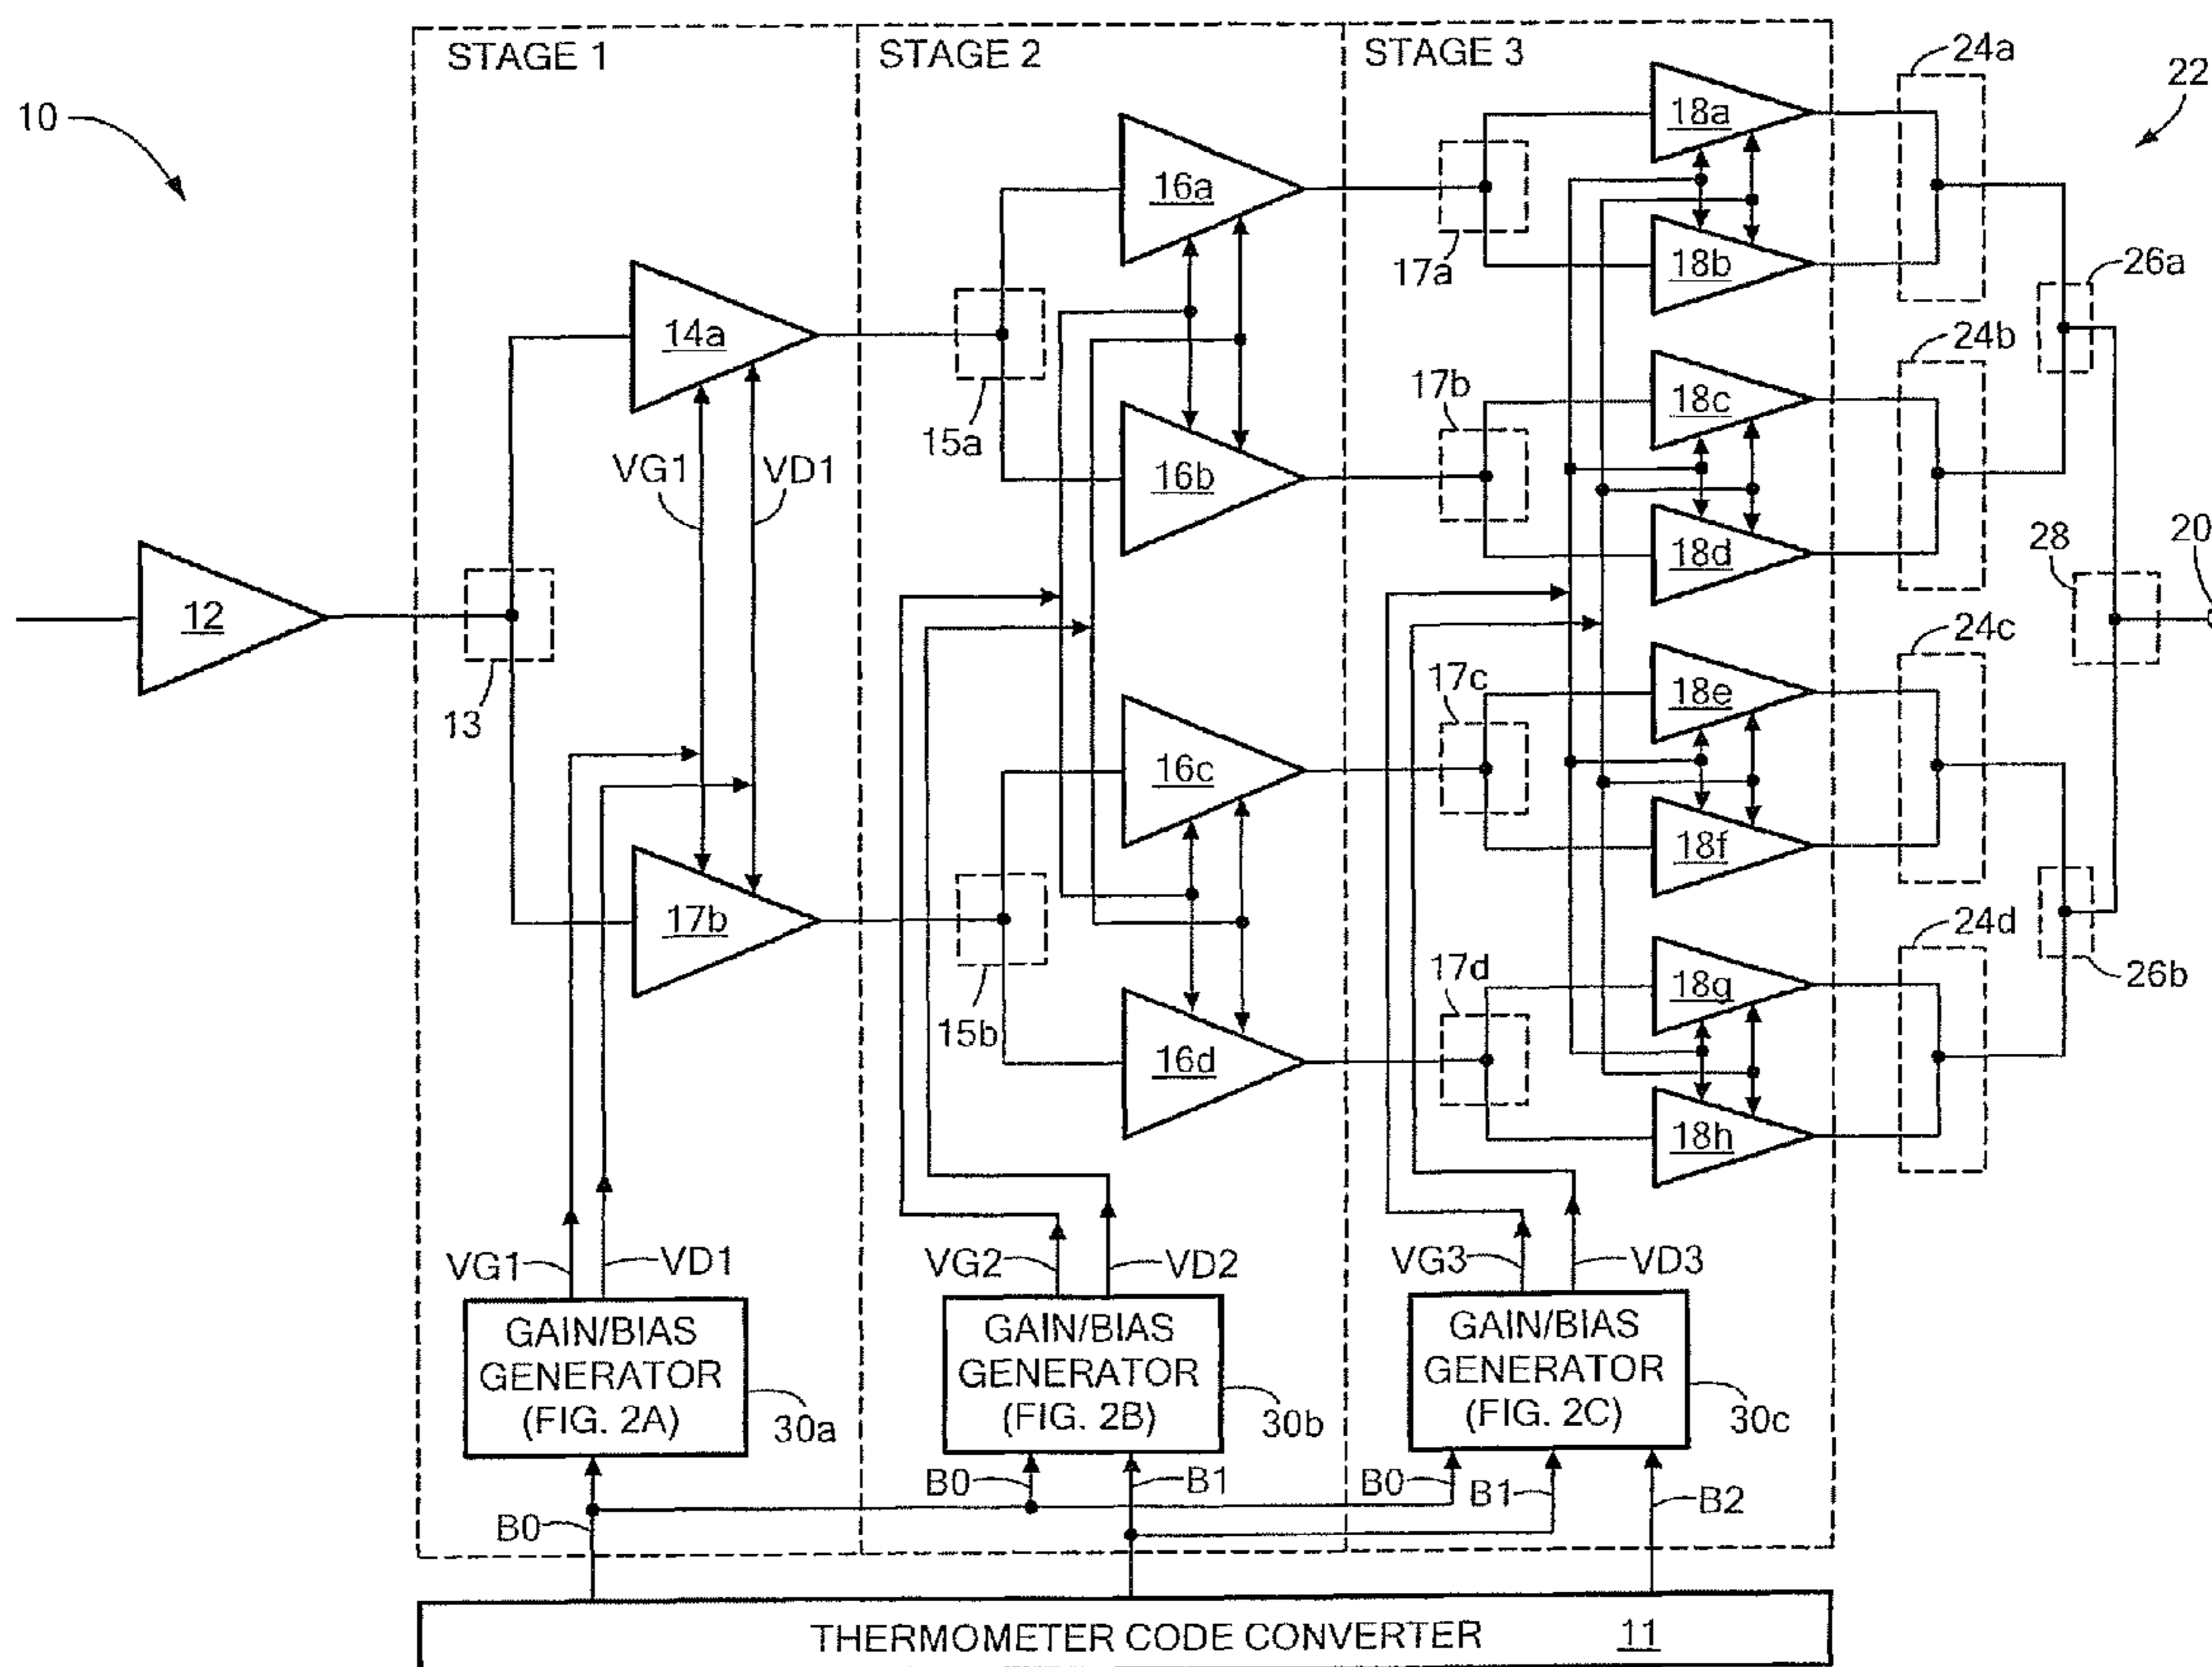 STAGE 1
STAGE 2
STAGE 3
24a
22
10
18a
16a
17a
18b
26a
14a
24b
15a
17b
18c
VG1
VD1
16b
18d
28
20
12
24c
13
17c
18e
16c
18f
17b
24d
15b
17d
18g
26b
16d
18h
VG1
VD1
VG2
VD2
VG3
VD3
GAIN/BIAS
GENERATOR
(FIG. 2A)
30a
GAIN/BIAS
GENERATOR
(FIG. 2B)
30b
GAIN/BIAS
GENERATOR
(FIG. 2C)
30c
B0
B0
B1
B0
B1
B2
THERMOMETER CODE CONVERTER 11